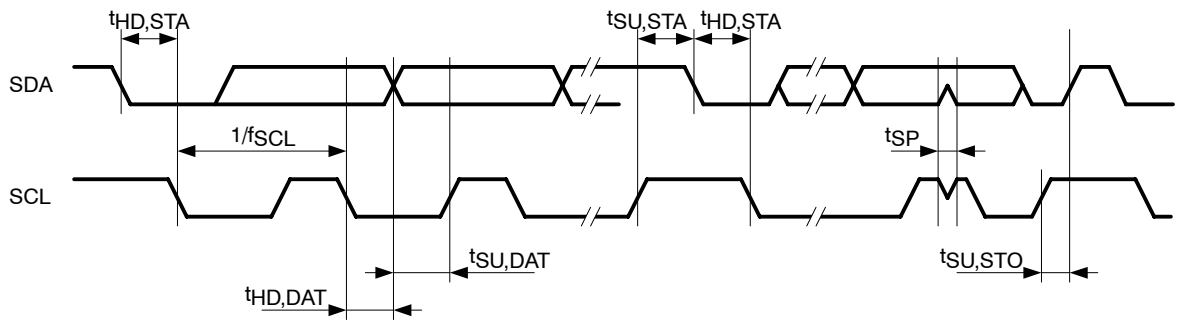 tHD,STA
tSU,STA
tHD,STA
SDA
1/fSCL
tSP
SCL
tSU,DAT
tSU,STO
tHD,DAT